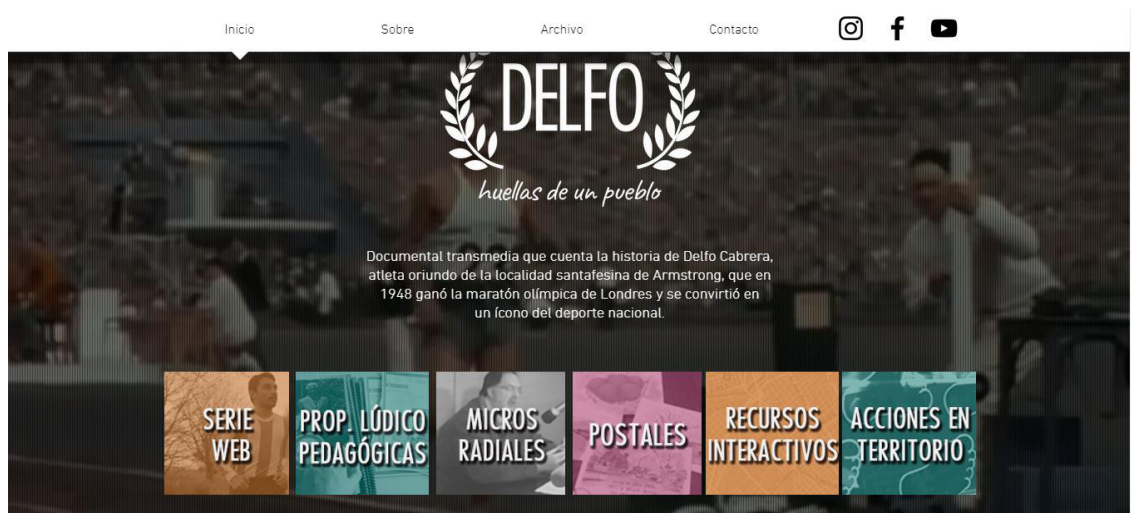 Inicio
Sobre
Archivo
Contacto
DELFO
huellas de un pueblo
Documental transmedia que cuenta la historia de Delfo Cabrera,
atleta oriundo de la localidad santafesina de Armstrong, que en
1948 ganó la maratón olímpica de Londres y se convirtió en
un ícono del deporte nacional.
SERIE
WEB
PROP. LÚDICO
PEDAGÓGICAS
MICROS
RADIALES
POSTALES
RECURSOS
INTERACTIVOS
ACCIONES EN
TERRITORIO